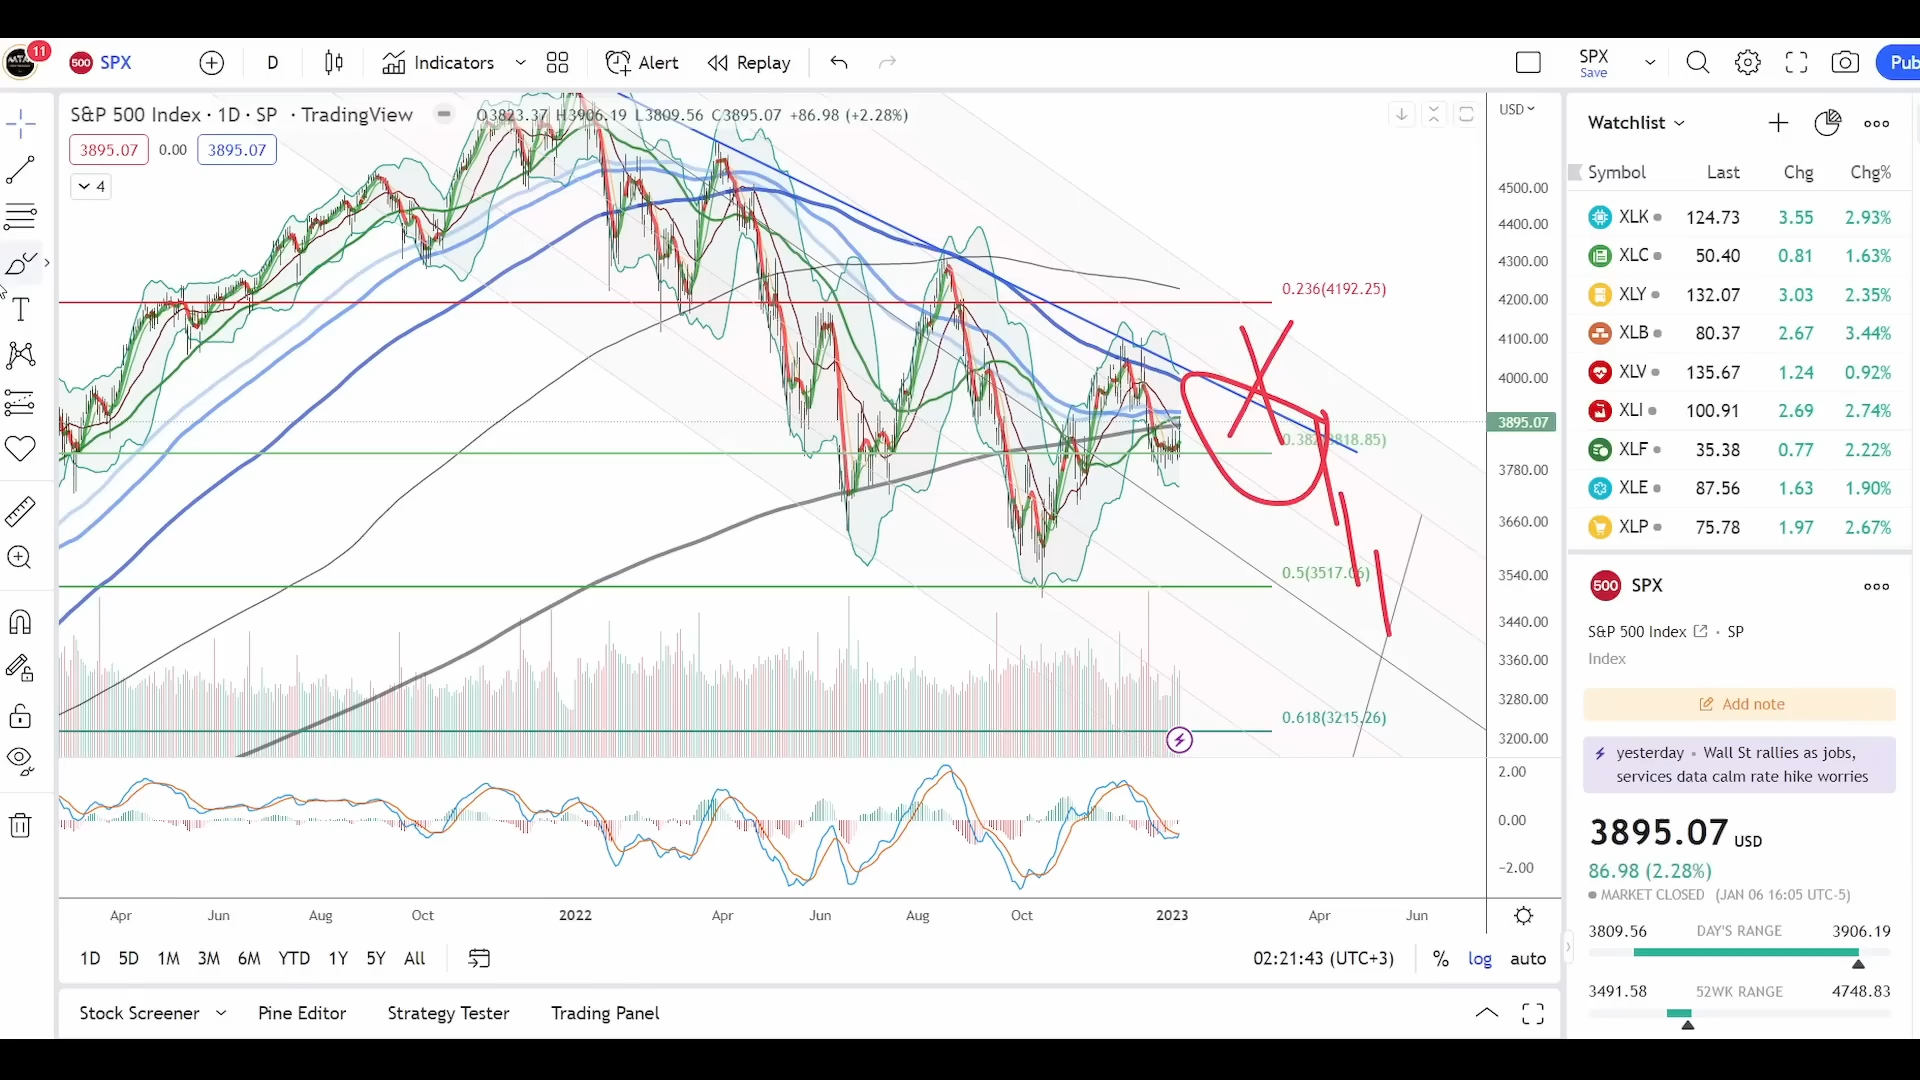 11
500 SPX D Indicators Alert Replay SPX Save Pub
S&P 500 Index · 1D · SP · TradingView O3823.37 H3906.19 L3809.56 C3895.07 +86.98 (+2.28%)
3895.07 0.00 3895.07
4
USD
4500.00
4400.00
4300.00
4200.00
4100.00
4000.00
3895.07
3780.00
3660.00
3540.00
3440.00
3360.00
3280.00
3200.00
2.00
0.00
−2.00
0.236(4192.25)
0.382(3818.85)
0.5(3517.06)
0.618(3215.26)
Apr Jun Aug Oct 2022 Apr Jun Aug Oct 2023 Apr Jun
1D 5D 1M 3M 6M YTD 1Y 5Y All 02:21:43 (UTC+3) % log auto
Stock Screener Pine Editor Strategy Tester Trading Panel
Watchlist
Symbol Last Chg Chg%
XLK 124.73 3.55 2.93%
XLC 50.40 0.81 1.63%
XLY 132.07 3.03 2.35%
XLB 80.37 2.67 3.44%
XLV 135.67 1.24 0.92%
XLI 100.91 2.69 2.74%
XLF 35.38 0.77 2.22%
XLE 87.56 1.63 1.90%
XLP 75.78 1.97 2.67%
500 SPX
S&P 500 Index · SP
Index
Add note
yesterday • Wall St rallies as jobs,
services data calm rate hike worries
3895.07 USD
86.98 (2.28%)
MARKET CLOSED (JAN 06 16:05 UTC-5)
3809.56 DAY'S RANGE 3906.19
3491.58 52WK RANGE 4748.83